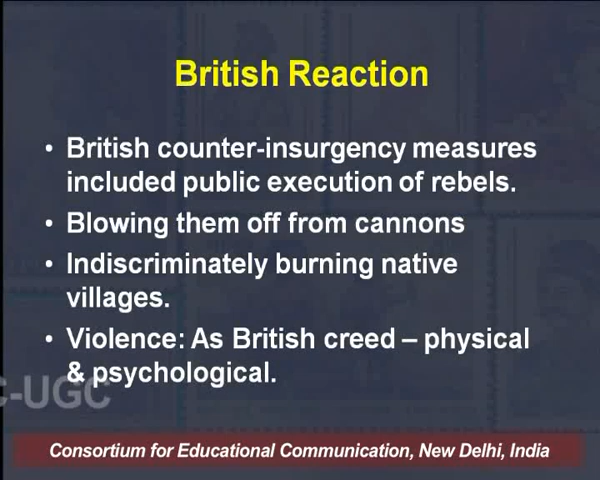 British Reaction
• British counter-insurgency measures
included public execution of rebels.
• Blowing them off from cannons
• Indiscriminately burning native
villages.
• Violence: As British creed – physical
& psychological.
C-UGC
Consortium for Educational Communication, New Delhi, India